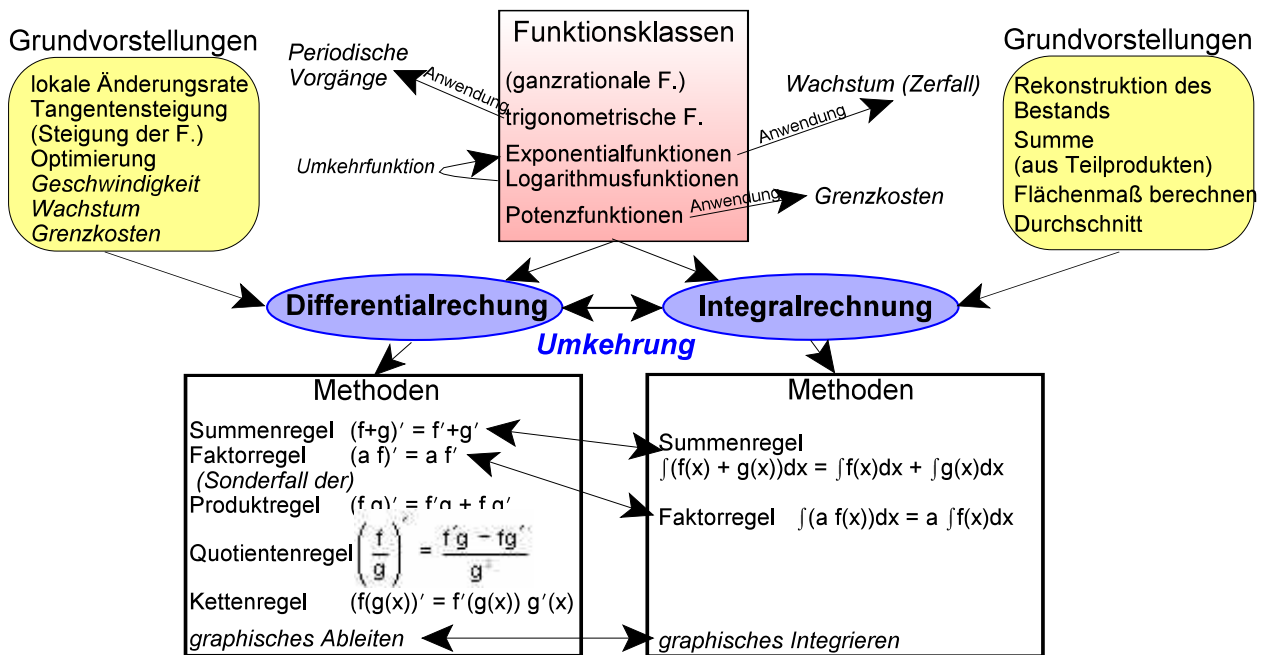 Grundvorstellungen
lokale Änderungsrate
Tangentensteigung
(Steigung der F.)
Optimierung
Geschwindigkeit
Wachstum
Grenzkosten
Periodische
Vorgänge
Anwendung
Umkehrfunktion
Funktionsklassen
(ganzrationale F.)
trigonometrische F.
Exponentialfunktionen
Logarithmusfunktionen
Potenzfunktionen
Anwendung
Wachstum (Zerfall)
Anwendung
Grenzkosten
Grundvorstellungen
Rekonstruktion des
Bestands
Summe
(aus Teilprodukten)
Flächenmaß berechnen
Durchschnitt
Differentialrechung
Integralrechnung
Umkehrung
Methoden
Summenregel (f+g)′ = f′+g′
Faktorregel (a f)′ = a f′
(Sonderfall der)
Produktregel (f g)′ = f′g + f g′
Quotientenregel (f/g)′ = (f′g − fg′)/g²
Kettenregel (f(g(x))′ = f′(g(x)) g′(x)
graphisches Ableiten
Methoden
Summenregel
∫(f(x) + g(x))dx = ∫f(x)dx + ∫g(x)dx
Faktorregel ∫(a f(x))dx = a ∫f(x)dx
graphisches Integrieren